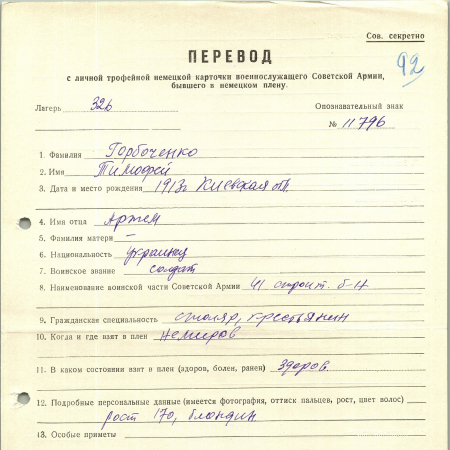 Сов. секретно
ПЕРЕВОД
92
с личной трофейной немецкой карточки военнослужащего Советской Армии,
бывшего в немецком плену.
Лагерь 326 Опознавательный знак
№ 11796
1. Фамилия Горбоченко
2. Имя Тимофей
3. Дата и место рождения 1913г Киевская обл.
4. Имя отца Артем
5. Фамилия матери –
6. Национальность украинец
7. Воинское звание солдат
8. Наименование воинской части Советской Армии 41 строит. б-н
9. Гражданская специальность столяр, крестьянин
10. Когда и где взят в плен Немиров
11. В каком состоянии взят в плен (здоров, болен, ранен) здоров.
12. Подробные персональные данные (имеется фотография, оттиск пальцев, рост, цвет волос)
рост 170, блондин.
13. Особые приметы